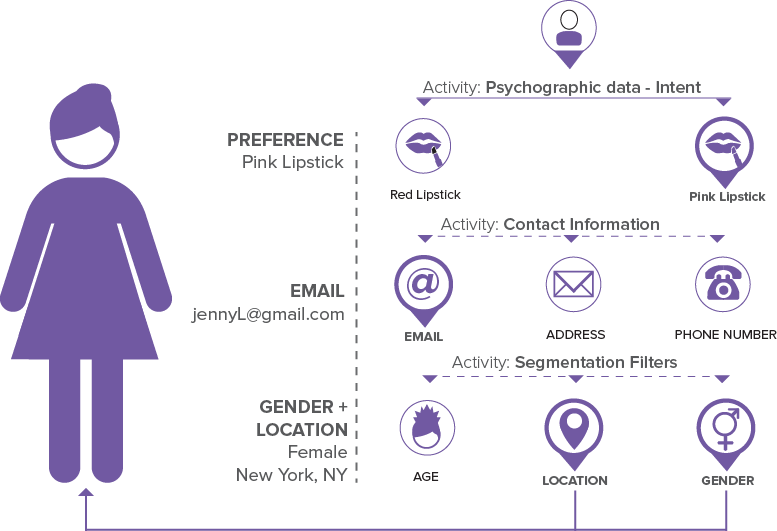 Activity: Psychographic data - Intent
PREFERENCE
Pink Lipstick
Red Lipstick
Pink Lipstick
Activity: Contact Information
EMAIL
jennyL@gmail.com
@
EMAIL
ADDRESS
PHONE NUMBER
Activity: Segmentation Filters
GENDER +
LOCATION
Female
New York, NY
AGE
LOCATION
GENDER